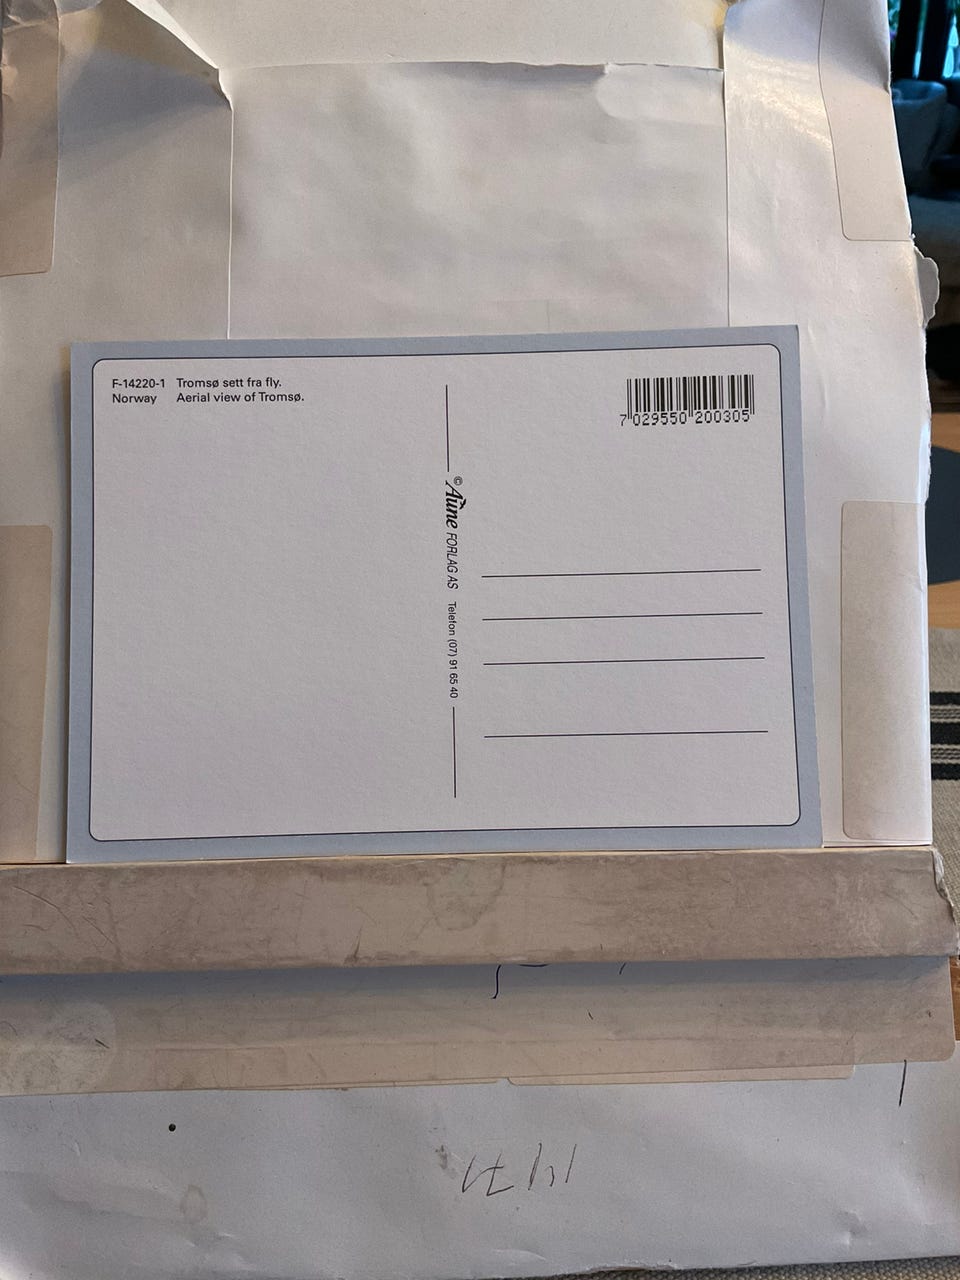 F-14220-1 Tromsø sett fra fly.
Norway Aerial view of Tromsø.
7 029550 200305
© Aune FORLAG AS Telefon (07) 91 65 40